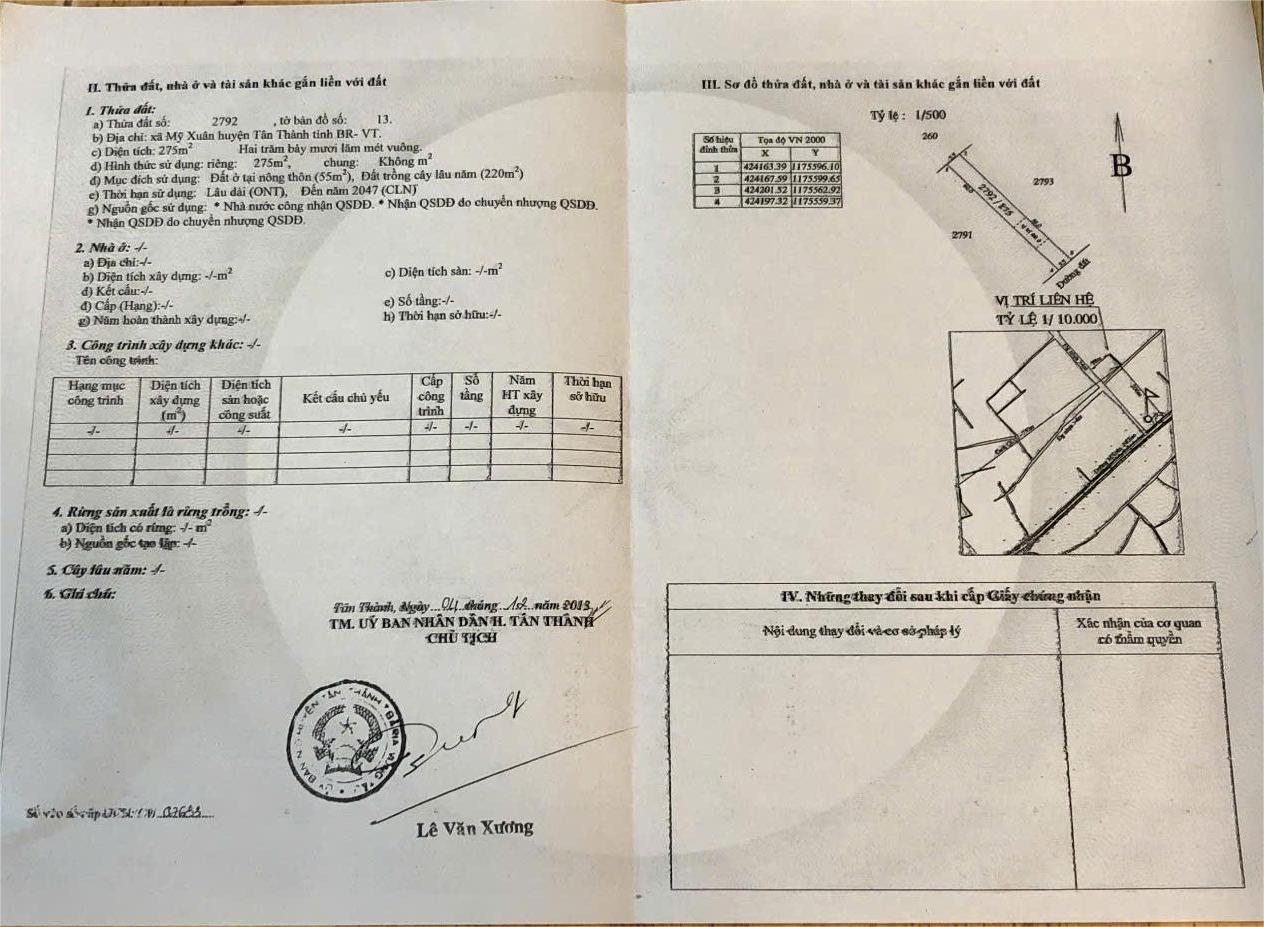 II. Thửa đất, nhà ở và tài sản khác gắn liền với đất
1. Thửa đất:
a) Thửa đất số: 2792 , tờ bản đồ số: 13.
b) Địa chỉ: xã Mỹ Xuân huyện Tân Thành tỉnh BR- VT.
c) Diện tích: 275m² Hai trăm bảy mươi lăm mét vuông.
d) Hình thức sử dụng: riêng: 275m², chung: Không m²
đ) Mục đích sử dụng: Đất ở tại nông thôn (55m²), Đất trồng cây lâu năm (220m²)
e) Thời hạn sử dụng: Lâu dài (ONT), Đến năm 2047 (CLN)
g) Nguồn gốc sử dụng: * Nhà nước công nhận QSDĐ. * Nhận QSDĐ do chuyển nhượng QSDĐ.
* Nhận QSDĐ do chuyển nhượng QSDĐ.
2. Nhà ở: -/-
a) Địa chỉ:-/-
b) Diện tích xây dựng: -/-m² c) Diện tích sàn: -/-m²
d) Kết cấu:-/-
đ) Cấp (Hạng):-/- e) Số tầng:-/-
g) Năm hoàn thành xây dựng:-/- h) Thời hạn sở hữu:-/-
3. Công trình xây dựng khác: -/-
Tên công trình:
Hạng mục công trình Diện tích xây dựng (m²) Diện tích sàn hoặc công suất Kết cấu chủ yếu Cấp công trình Số tầng Năm HT xây dựng Thời hạn sở hữu
-/- -/- -/- -/- -/- -/- -/- -/-
4. Rừng sản xuất là rừng trồng: -/-
a) Diện tích có rừng: -/- m²
b) Nguồn gốc tạo lập: -/-
5. Cây lâu năm: -/-
6. Ghi chú:
Tân Thành, Ngày ...04...tháng ..12..năm 2013
TM. UỶ BAN NHÂN DÂN H. TÂN THÀNH
CHỦ TỊCH
Lê Văn Xương
III. Sơ đồ thửa đất, nhà ở và tài sản khác gắn liền với đất
Tỷ lệ : 1/500
Số hiệu đỉnh thửa Tọa độ VN 2000
X Y
1 424163.39 1175596.10
2 424167.59 1175599.65
3 424201.52 1175562.92
4 424197.32 1175559.37
260
2793
2791
B
Đường đất
VỊ TRÍ LIÊN HỆ
TỶ LỆ 1/ 10.000
IV. Những thay đổi sau khi cấp Giấy chứng nhận
Nội dung thay đổi và cơ sở pháp lý
Xác nhận của cơ quan có thẩm quyền